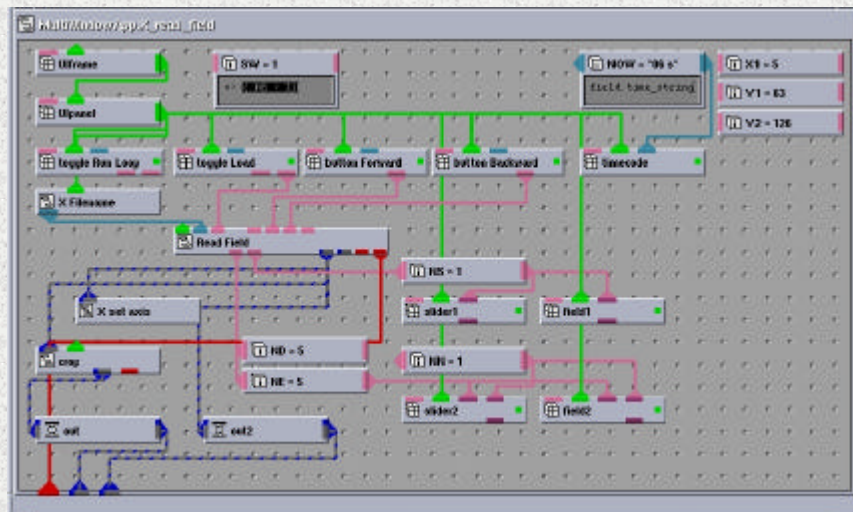 X_read_field
UIframe
SW = 1
NOW = "06 s"
X1 = 5
field.time_string
V1 = 63
UIpanel
V2 = 126
toggle Run Loop
toggle Load
button Forward
button Backward
timecode
X Filename
Read Field
NS = 1
X set axis
slider1
field1
ND = 5
crop
NN = 1
NE = 5
slider2
field2
out
out2